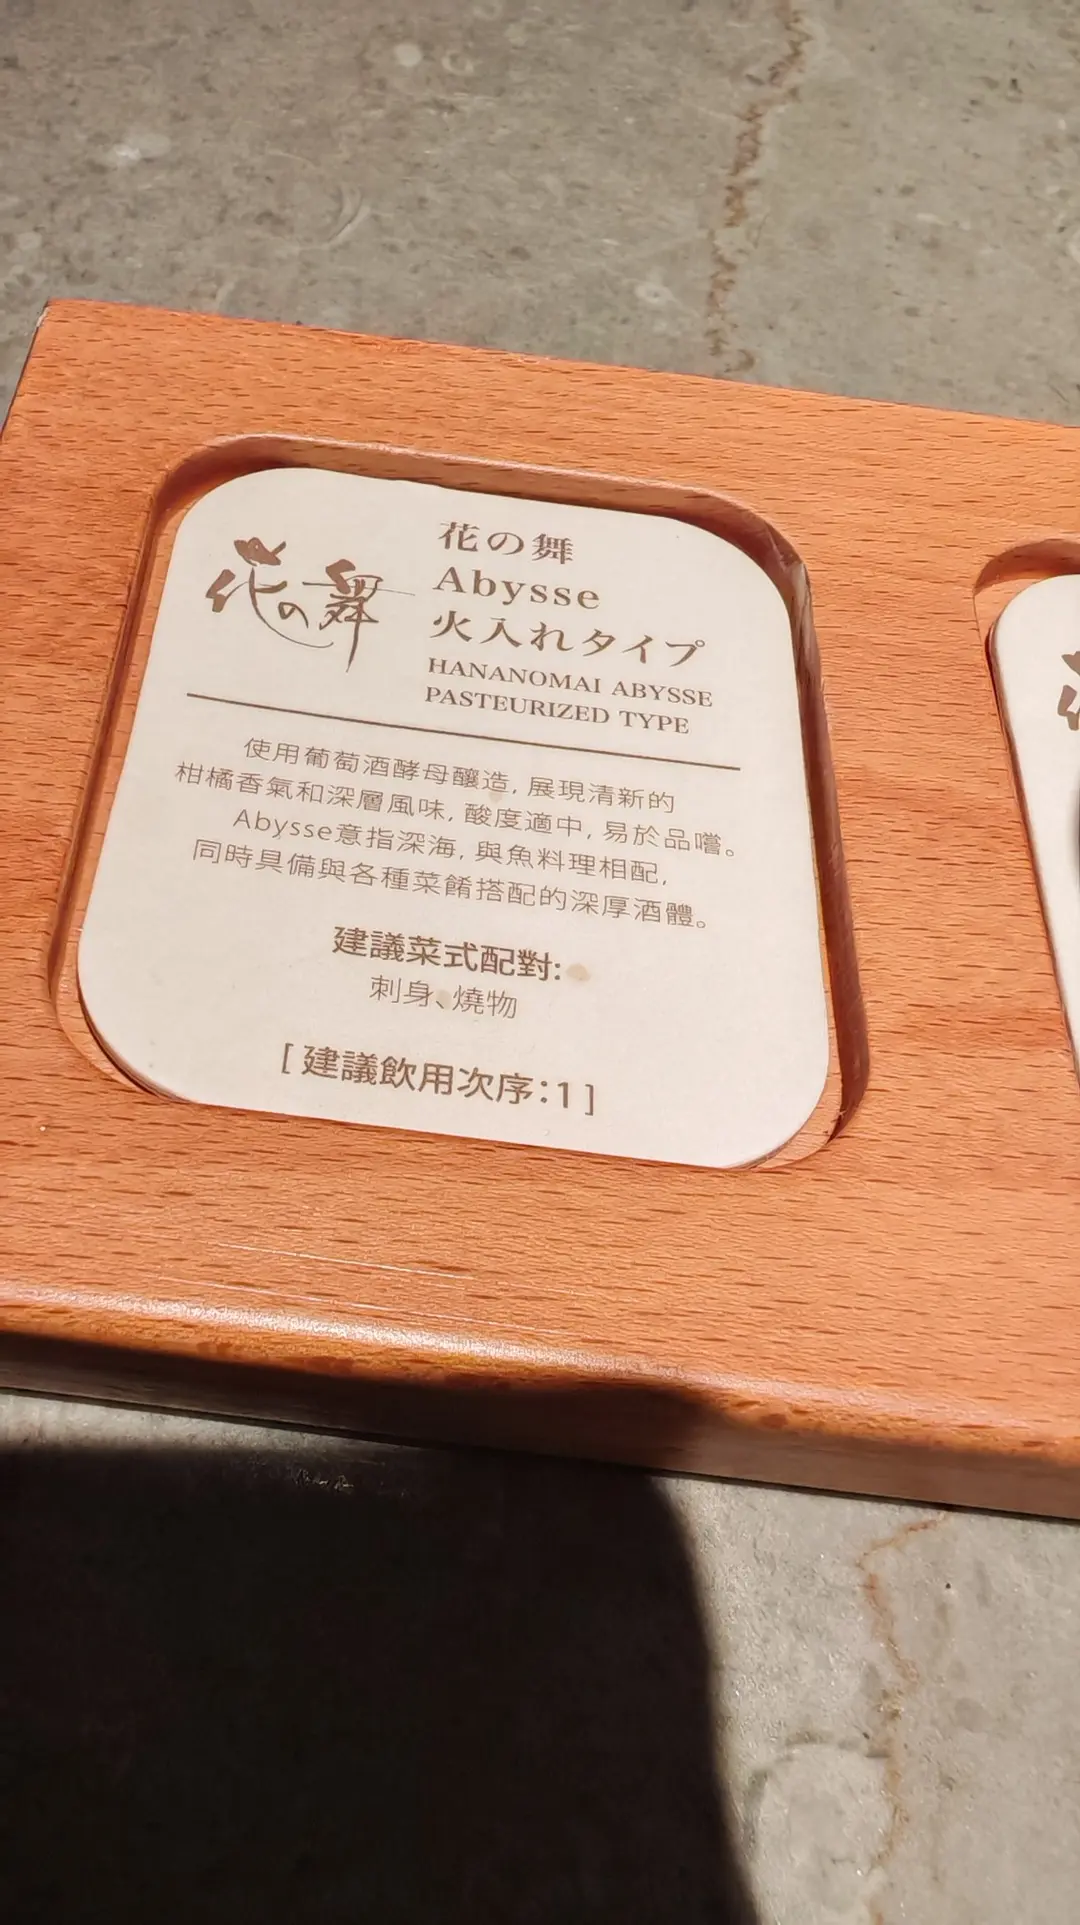 花の舞
花の舞
Abysse
火入れタイプ
HANANOMAI ABYSSE
PASTEURIZED TYPE
使用葡萄酒酵母釀造, 展現清新的
柑橘香氣和深層風味, 酸度適中, 易於品嚐。
Abysse意指深海, 與魚料理相配,
同時具備與各種菜餚搭配的深厚酒體。
建議菜式配對:
刺身、燒物
[ 建議飲用次序:1 ]